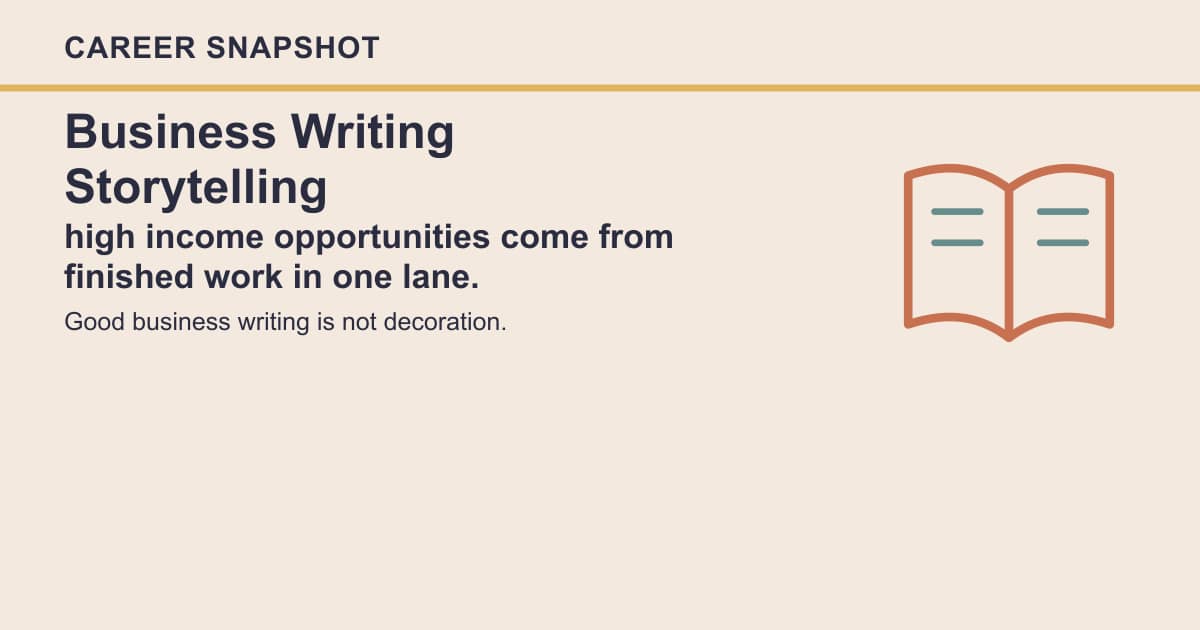 CAREER SNAPSHOT
Business Writing
Storytelling
high income opportunities come from
finished work in one lane.
Good business writing is not decoration.